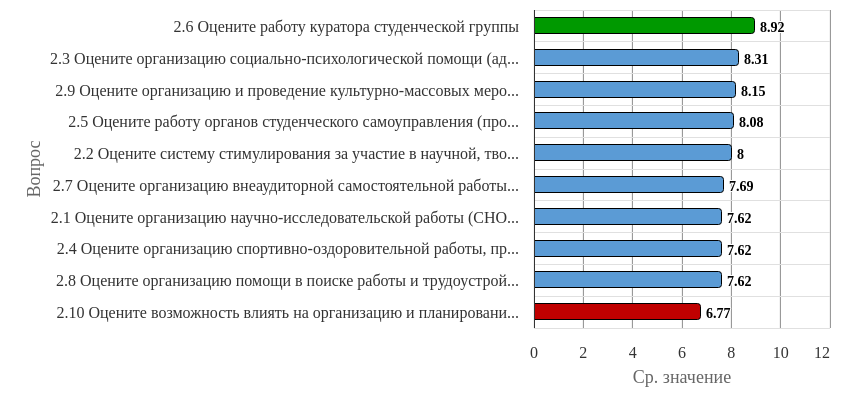 2.6 Оцените работу куратора студенческой группы
8.92
2.3 Оцените организацию социально-психологической помощи (ад...
8.31
2.9 Оцените организацию и проведение культурно-массовых меро...
8.15
2.5 Оцените работу органов студенческого самоуправления (про...
8.08
2.2 Оцените систему стимулирования за участие в научной, тво...
8
2.7 Оцените организацию внеаудиторной самостоятельной работы...
7.69
2.1 Оцените организацию научно-исследовательской работы (СНО...
7.62
2.4 Оцените организацию спортивно-оздоровительной работы, пр...
7.62
2.8 Оцените организацию помощи в поиске работы и трудоустрой...
7.62
2.10 Оцените возможность влиять на организацию и планировани...
6.77
Вопрос
0 2 4 6 8 10 12
Ср. значение